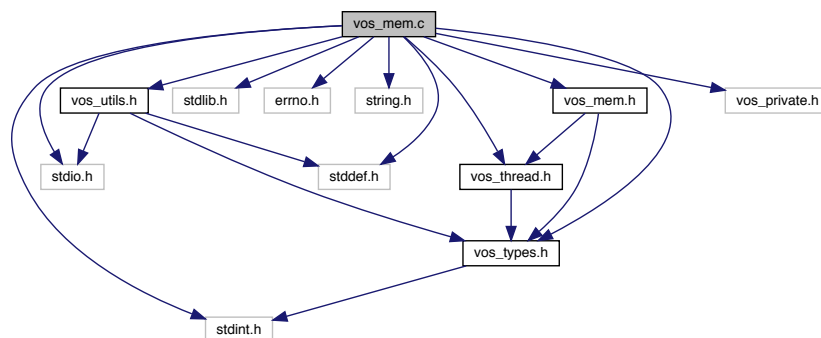 vos_mem.c
vos_utils.h
stdlib.h
errno.h
string.h
vos_mem.h
vos_private.h
stdio.h
stddef.h
vos_thread.h
vos_types.h
stdint.h